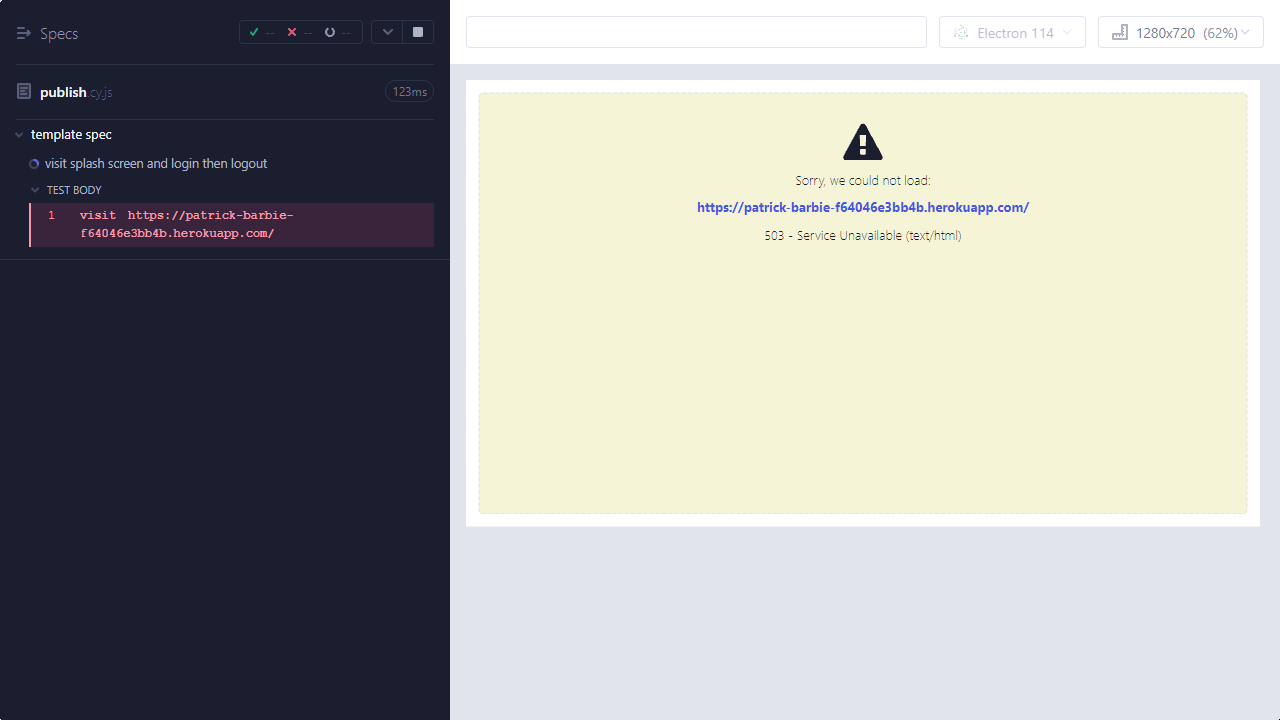 Specs
-- -- --
publish cy.js
123ms
template spec
visit splash screen and login then logout
TEST BODY
1 visit https://patrick-barbie-
f64046e3bb4b.herokuapp.com/
Electron 114
1280x720 (62%)
Sorry, we could not load:
https://patrick-barbie-f64046e3bb4b.herokuapp.com/
503 - Service Unavailable (text/html)